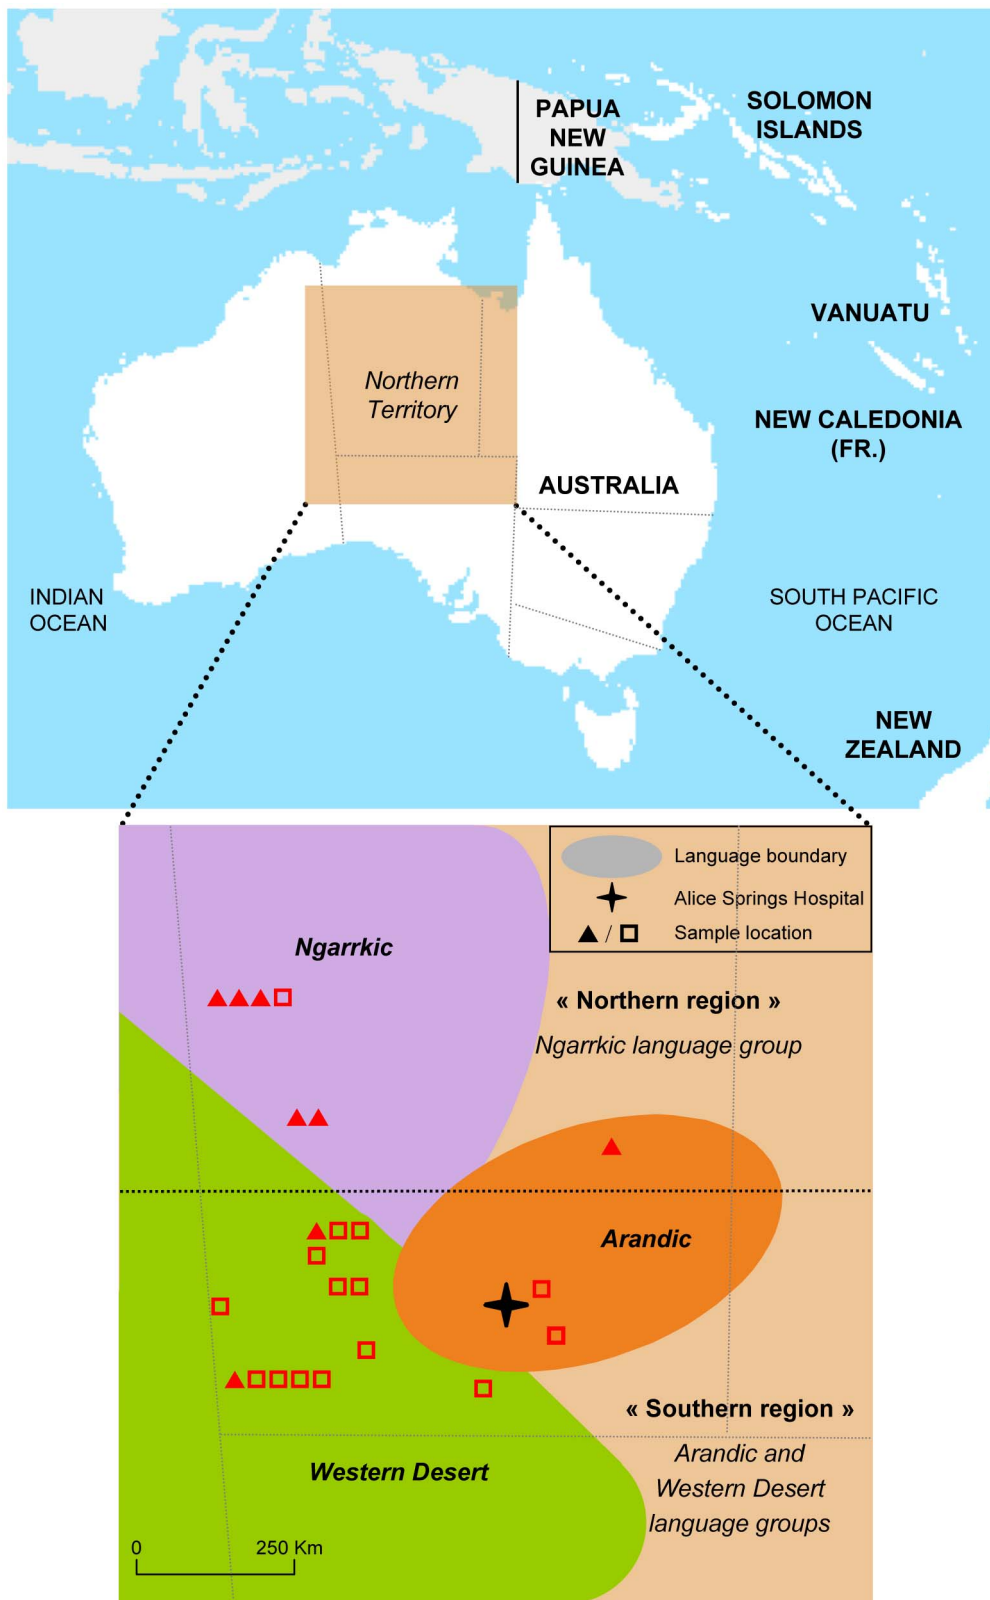 PAPUA
NEW
GUINEA
SOLOMON
ISLANDS
VANUATU
Northern
Territory
NEW CALEDONIA
(FR.)
AUSTRALIA
INDIAN
OCEAN
SOUTH PACIFIC
OCEAN
NEW
ZEALAND
Language boundary
Alice Springs Hospital
/
Sample location
Ngarrkic
« Northern region »
Ngarrkic language group
Arandic
« Southern region »
Arandic and
Western Desert
language groups
Western Desert
0 250 Km